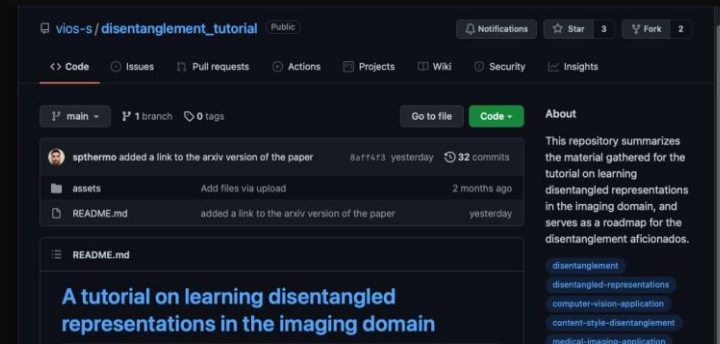 vios-s / disentanglement_tutorial Public
Notifications Star 3 Fork 2
Code Issues Pull requests Actions Projects Wiki Security Insights
main 1 branch 0 tags Go to file Code
spthermo added a link to the arxiv version of the paper 8aff4f3 yesterday 32 commits
assets Add files via upload 2 months ago
README.md added a link to the arxiv version of the paper yesterday
README.md
A tutorial on learning disentangled
representations in the imaging domain
About
This repository summarizes
the material gathered for the
tutorial on learning
disentangled representations
in the imaging domain, and
serves as a roadmap for the
disentanglement aficionados.
disentanglement
disentangled-representations
computer-vision-application
content-style-disentanglement
medical-imaging-application